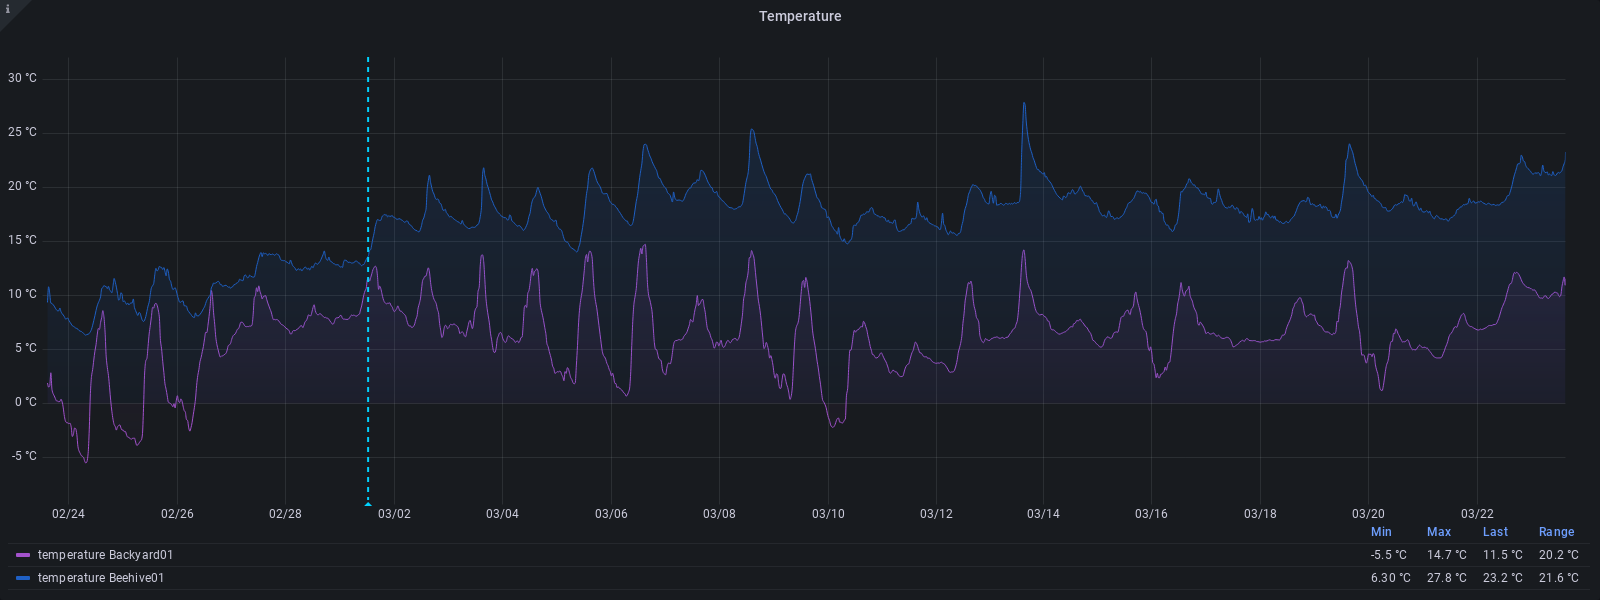 i
Temperature
30 °C
25 °C
20 °C
15 °C
10 °C
5 °C
0 °C
-5 °C
02/24 02/26 02/28 03/02 03/04 03/06 03/08 03/10 03/12 03/14 03/16 03/18 03/20 03/22
Min Max Last Range
temperature Backyard01 -5.5 °C 14.7 °C 11.5 °C 20.2 °C
temperature Beehive01 6.30 °C 27.8 °C 23.2 °C 21.6 °C